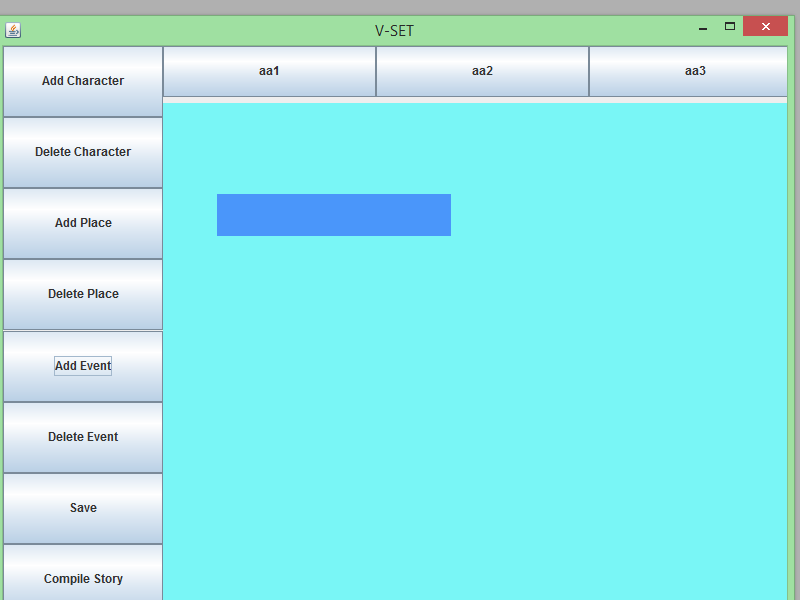 V-SET
Add Character
aa1
aa2
aa3
Delete Character
Add Place
Delete Place
Add Event
Delete Event
Save
Compile Story